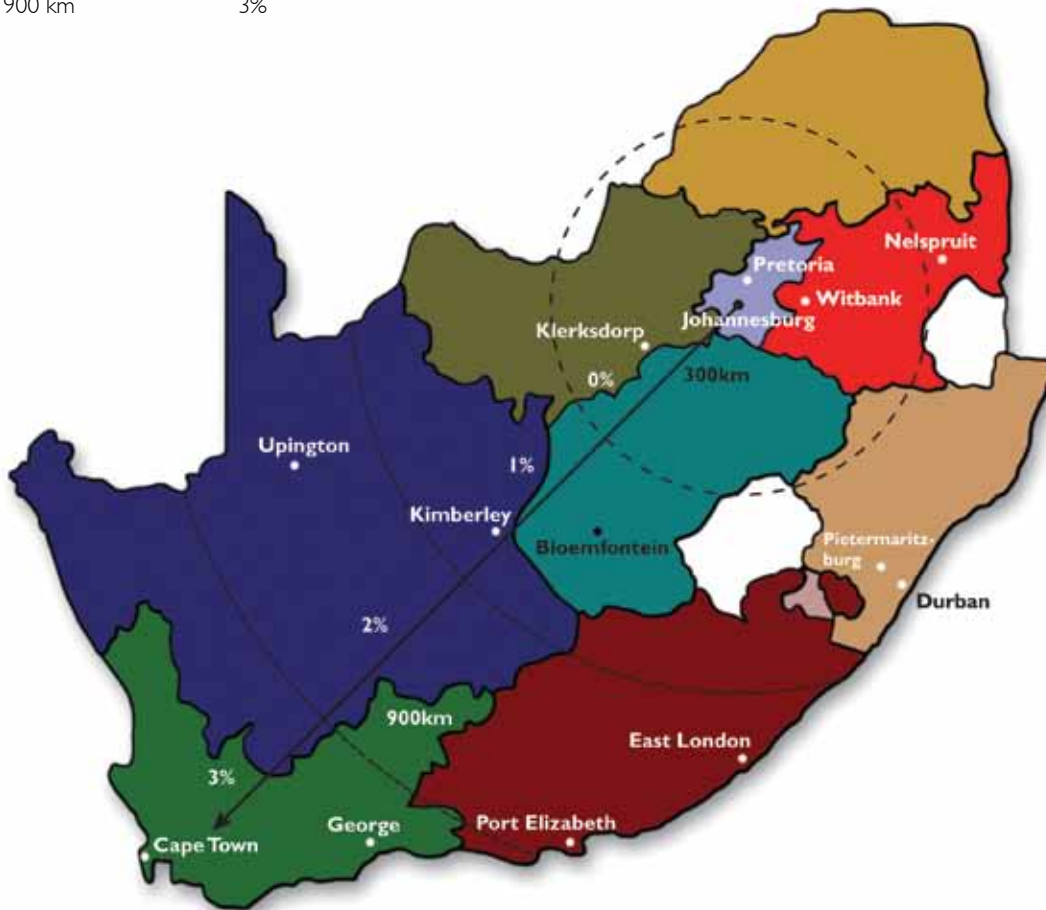 900 km 3%
Nelspruit
Pretoria
Witbank
Johannesburg
Klerksdorp
0%
300km
Upington
1%
Kimberley
Bloemfontein
Pietermaritz-
burg
Durban
2%
900km
East London
3%
George
Port Elizabeth
Cape Town